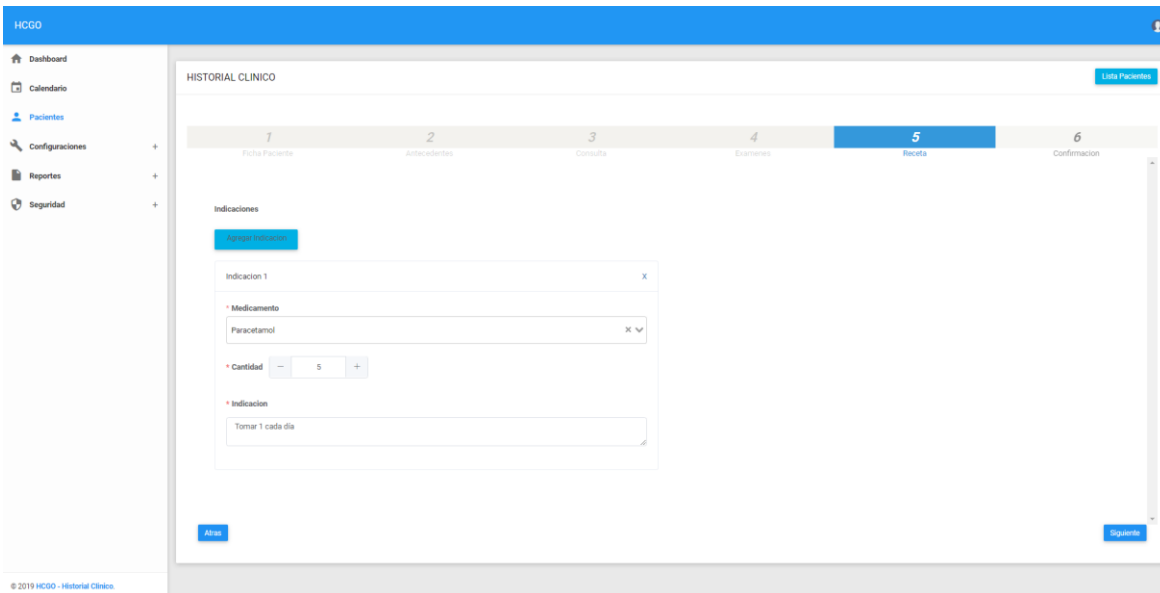 HCGO
Dashboard
Calendario
Pacientes
Configuraciones +
Reportes +
Seguridad +
HISTORIAL CLINICO
Lista Pacientes
1 2 3 4 5 6
Ficha Paciente Antecedentes Consulta Examenes Receta Confirmacion
Indicaciones
Agregar Indicacion
Indicacion 1 X
* Medicamento
Paracetamol
* Cantidad − 5 +
* Indicacion
Tomar 1 cada día
Atras
Siguiente
© 2019 HCGO - Historial Clinico.